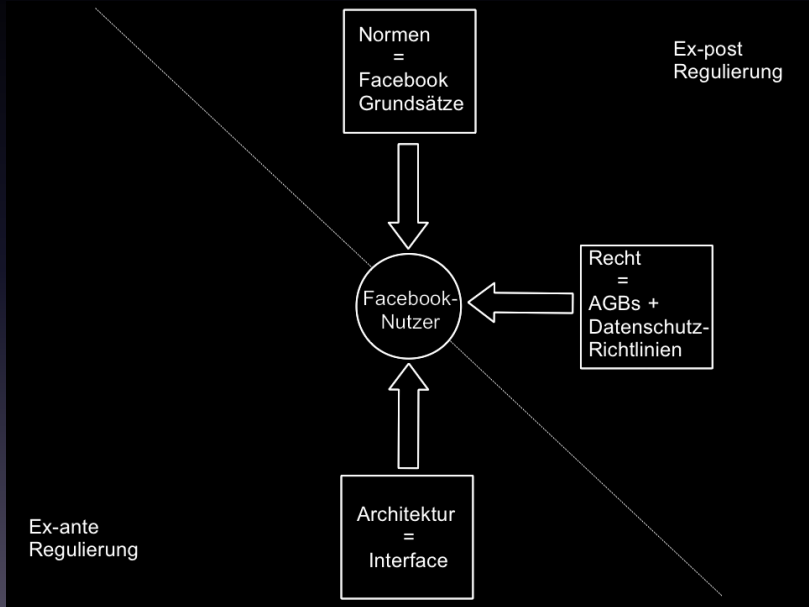 Normen
=
Facebook
Grundsätze
Ex-post
Regulierung
Recht
=
AGBs +
Datenschutz-
Richtlinien
Facebook-
Nutzer
Architektur
=
Interface
Ex-ante
Regulierung